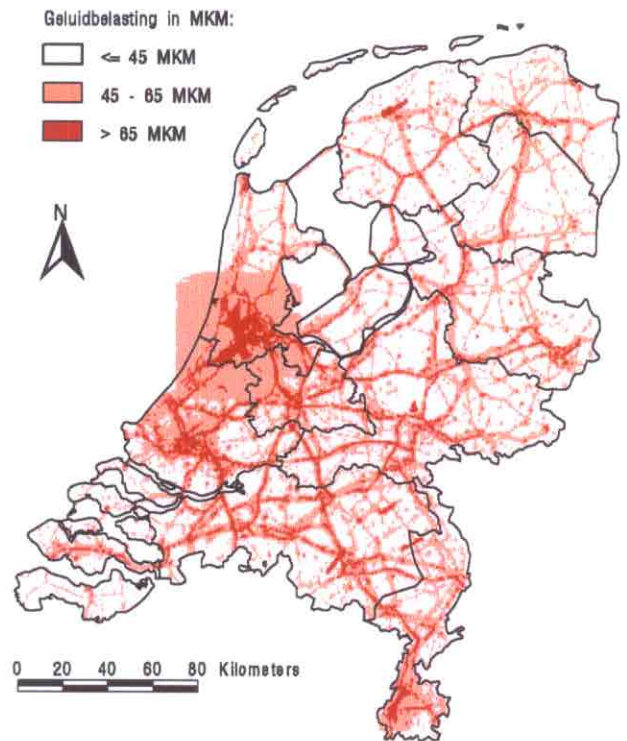 Geluidbelasting in MKM:
<= 45 MKM
45 - 65 MKM
> 65 MKM
N
0 20 40 60 80 Kilometers